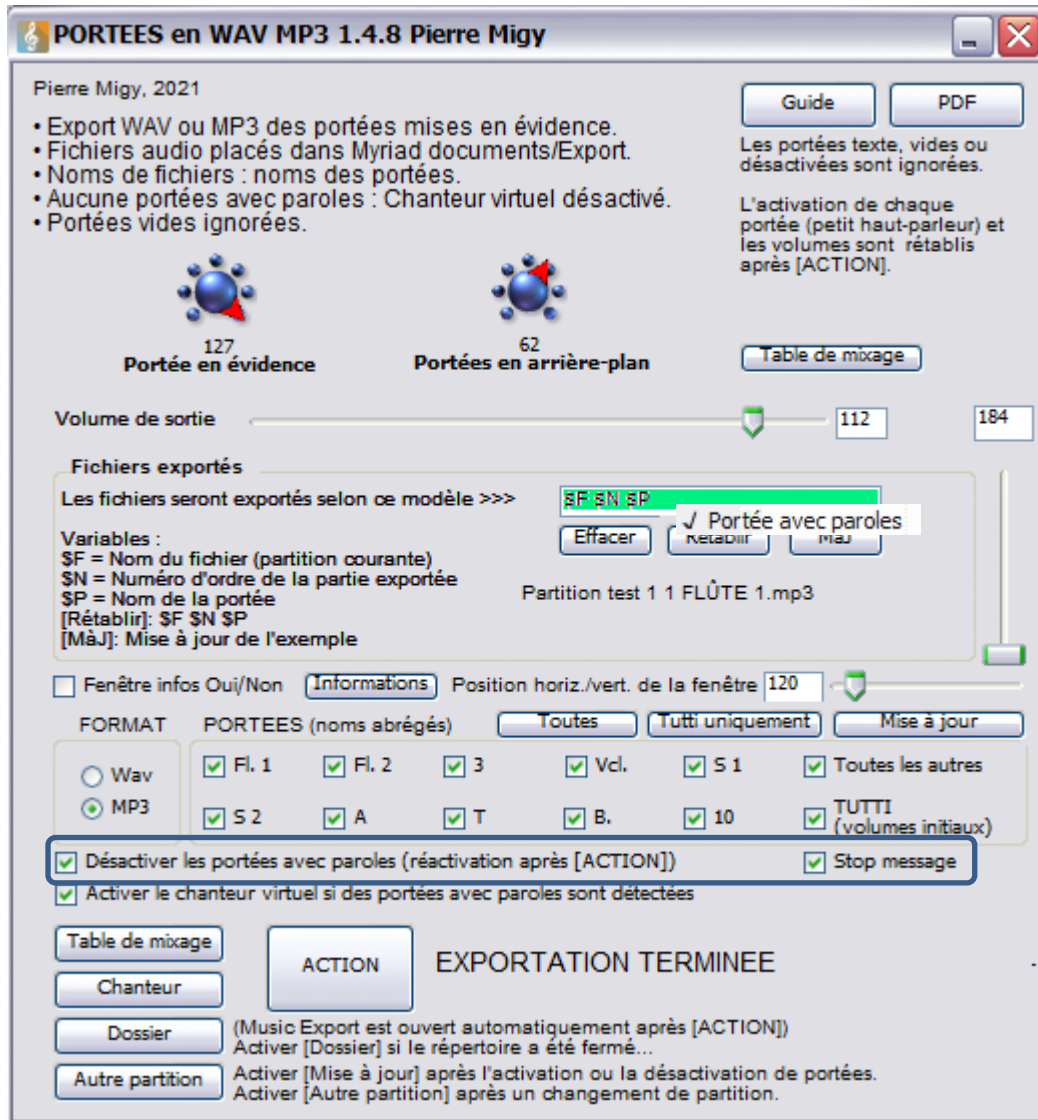 PORTEES en WAV MP3 1.4.8 Pierre Migy
Pierre Migy, 2021
• Export WAV ou MP3 des portées mises en évidence.
• Fichiers audio placés dans Myriad documents/Export.
• Noms de fichiers : noms des portées.
• Aucune portées avec paroles : Chanteur virtuel désactivé.
• Portées vides ignorées.
Guide PDF
Les portées texte, vides ou
désactivées sont ignorées.
L'activation de chaque
portée (petit haut-parleur) et
les volumes sont rétablis
après [ACTION].
127
Portée en évidence
62
Portées en arrière-plan
Table de mixage
Volume de sortie 112 184
Fichiers exportés
Les fichiers seront exportés selon ce modèle >>> $F $N $P
√ Portée avec paroles
Effacer Rétablir MàJ
Variables :
$F = Nom du fichier (partition courante)
$N = Numéro d'ordre de la partie exportée
$P = Nom de la portée
[Rétablir]: $F $N $P
[MàJ]: Mise à jour de l'exemple
Partition test 1 1 FLÛTE 1.mp3
Fenêtre infos Oui/Non Informations Position horiz./vert. de la fenêtre 120
FORMAT PORTEES (noms abrégés) Toutes Tutti uniquement Mise à jour
Wav
MP3
Fl. 1 Fl. 2 3 Vcl. S 1 Toutes les autres
S 2 A T B. 10 TUTTI
(volumes initiaux)
Désactiver les portées avec paroles (réactivation après [ACTION]) Stop message
Activer le chanteur virtuel si des portées avec paroles sont détectées
Table de mixage
Chanteur
ACTION EXPORTATION TERMINEE -
Dossier (Music Export est ouvert automatiquement après [ACTION])
Activer [Dossier] si le répertoire a été fermé...
Autre partition Activer [Mise à jour] après l'activation ou la désactivation de portées.
Activer [Autre partition] après un changement de partition.